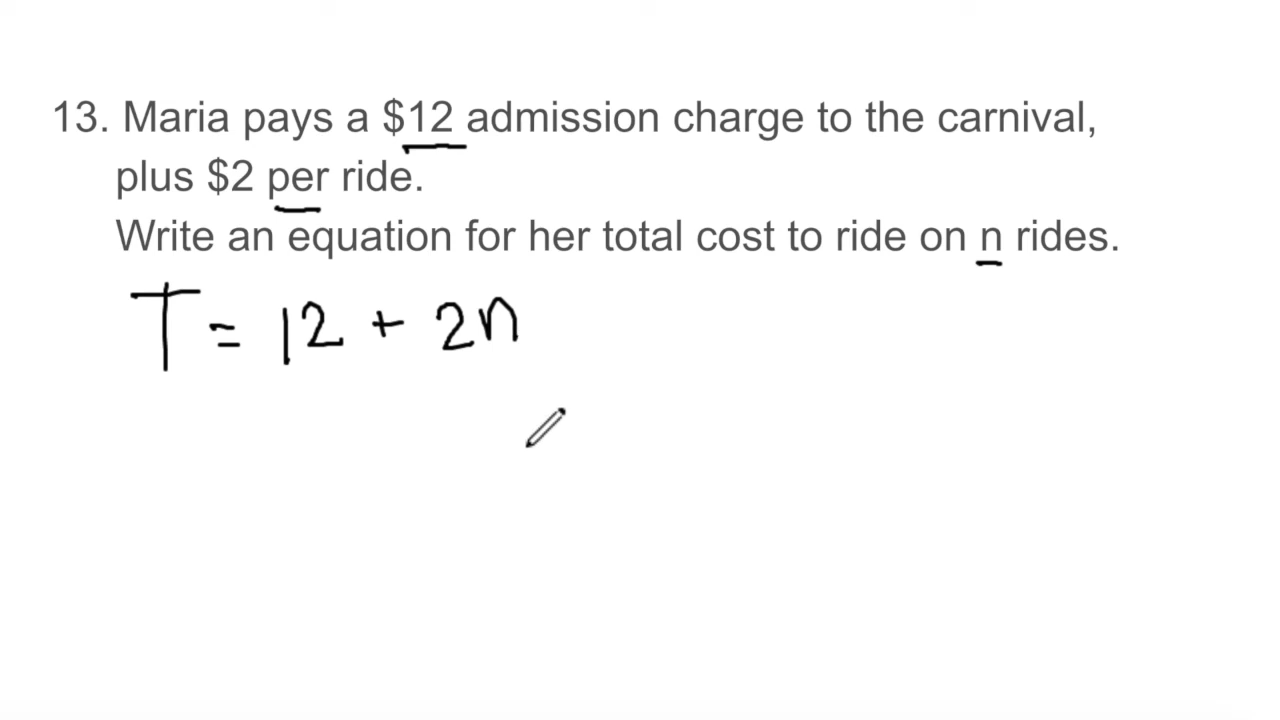 13. Maria pays a $12 admission charge to the carnival,
plus $2 per ride.
Write an equation for her total cost to ride on n rides.
T = 12 + 2n